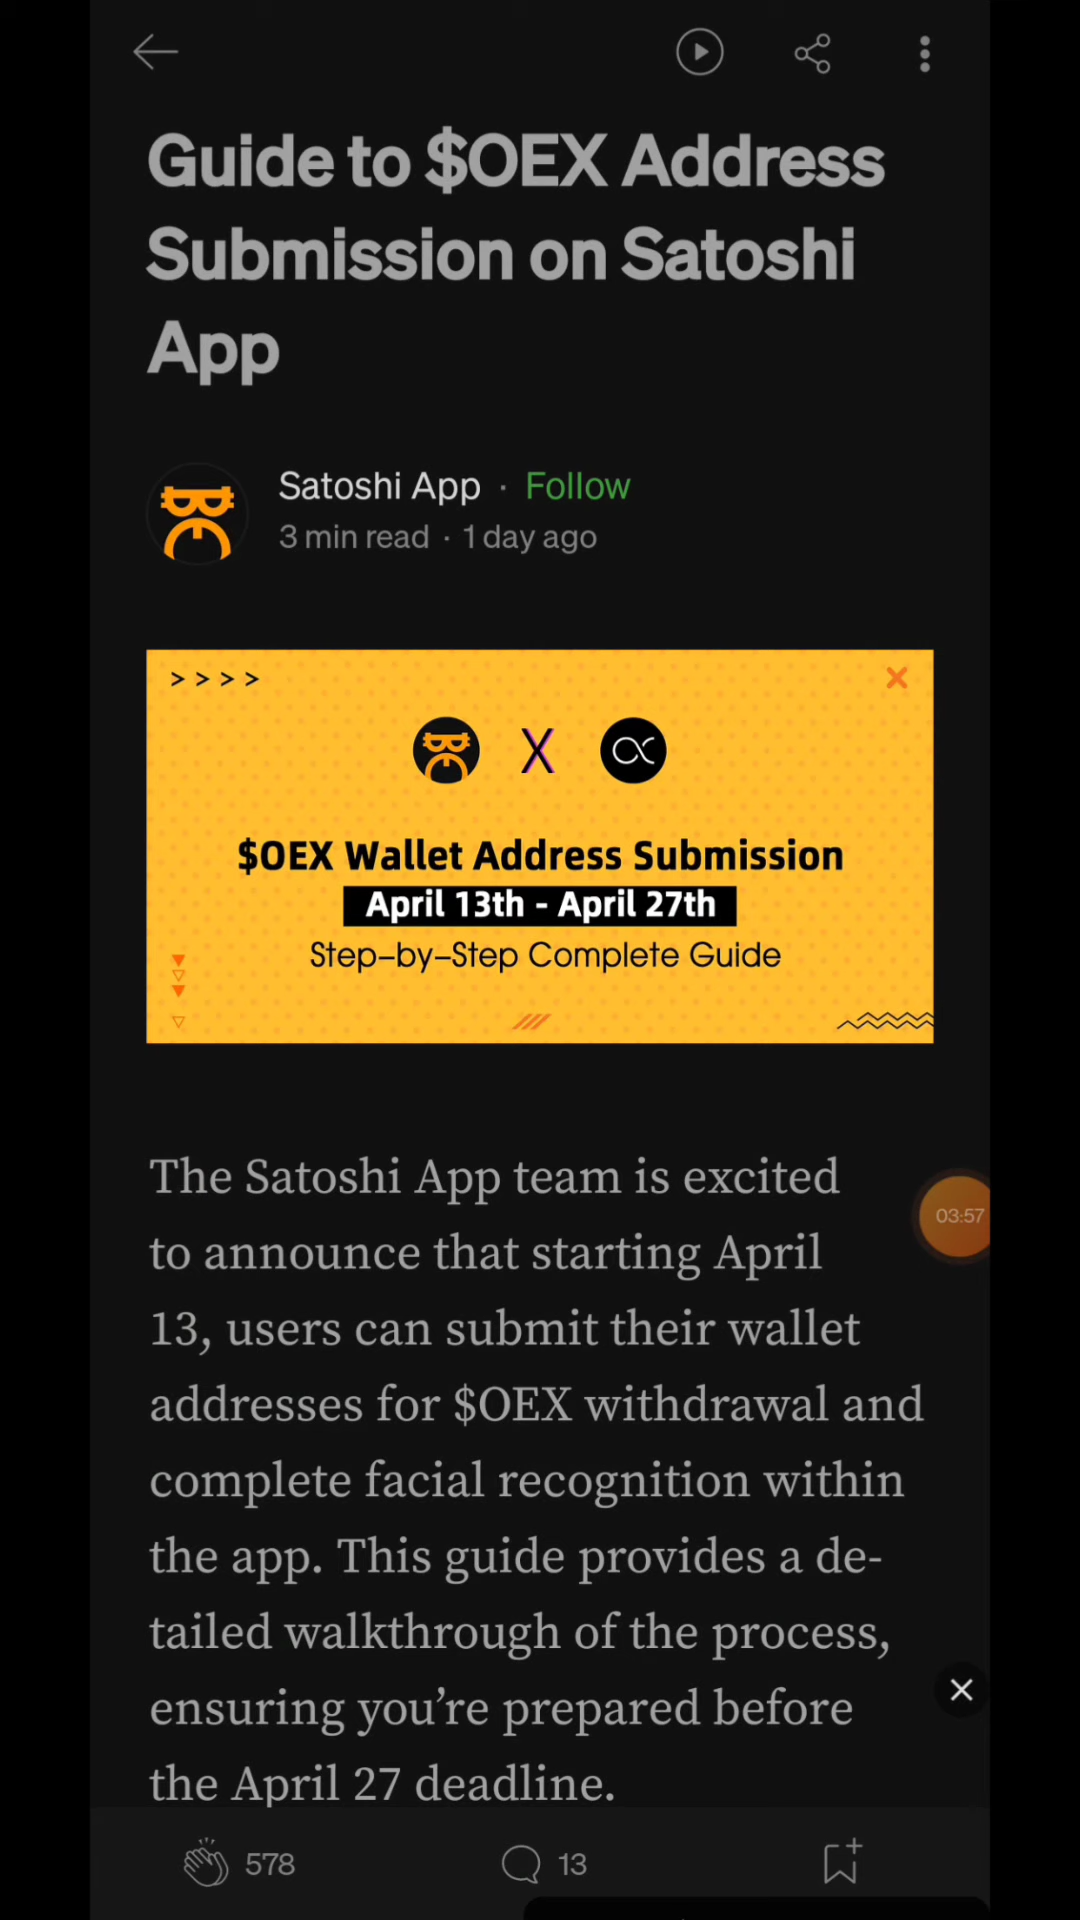 Guide to $OEX Address
Submission on Satoshi
App
Satoshi App · Follow
3 min read · 1 day ago
> > > >
X
$OEX Wallet Address Submission
April 13th - April 27th
Step-by-Step Complete Guide
The Satoshi App team is excited
to announce that starting April
13, users can submit their wallet
addresses for $OEX withdrawal and
complete facial recognition within
the app. This guide provides a de-
tailed walkthrough of the process,
ensuring you’re prepared before
the April 27 deadline.
03:57
578
13